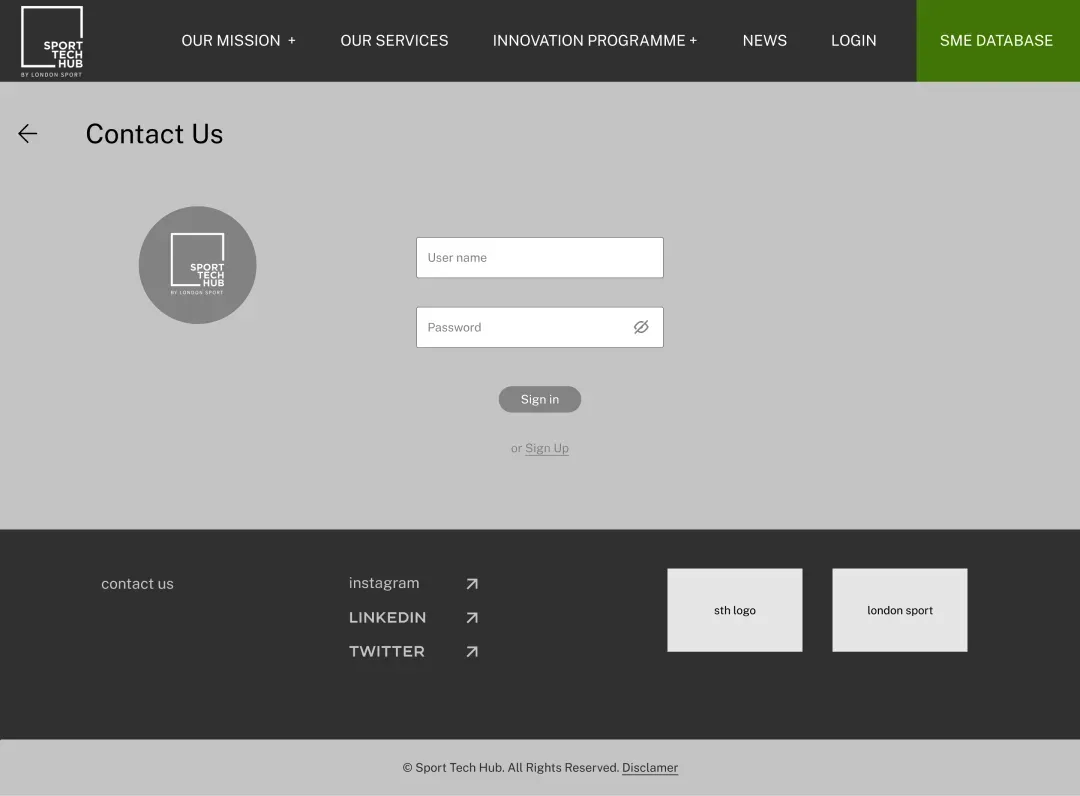 SPORT
TECH
HUB
BY LONDON SPORT
OUR MISSION +
OUR SERVICES
INNOVATION PROGRAMME +
NEWS
LOGIN
SME DATABASE
Contact Us
SPORT
TECH
HUB
BY LONDON SPORT
User name
Password
Sign in
or Sign Up
contact us
instagram
LINKEDIN
TWITTER
sth logo
london sport
© Sport Tech Hub. All Rights Reserved. Disclamer